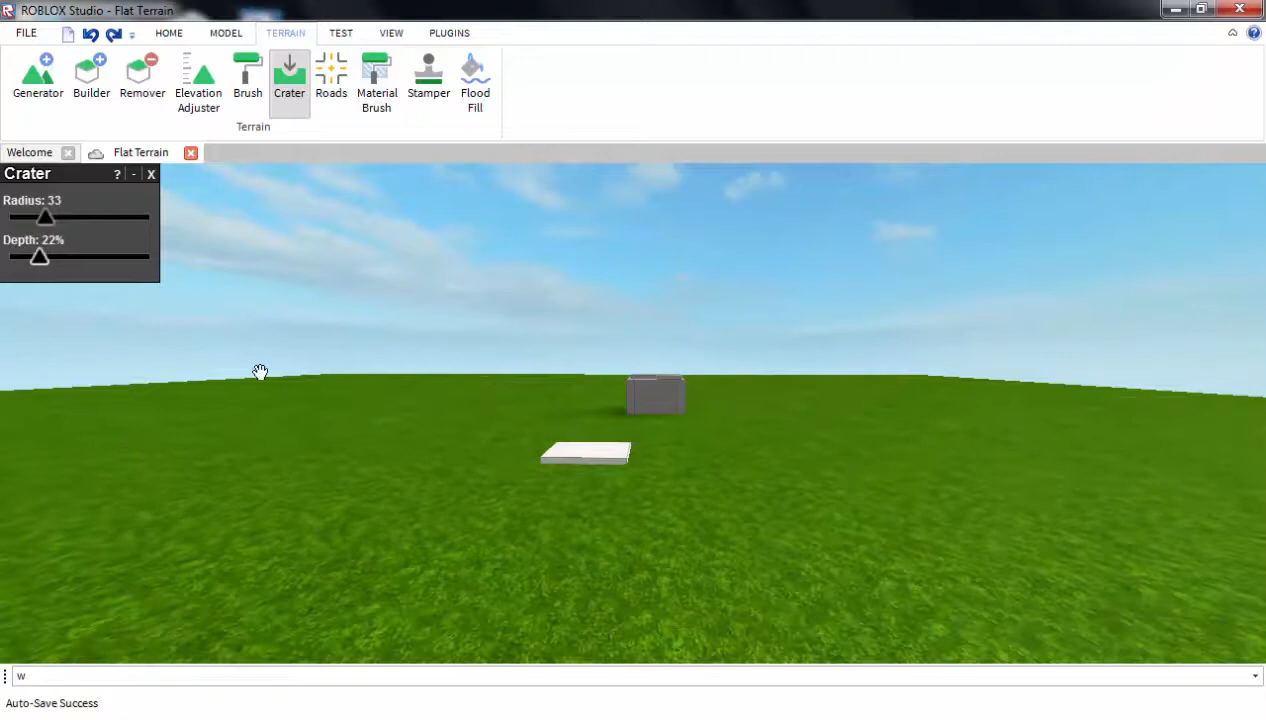 ROBLOX Studio - Flat Terrain
FILE HOME MODEL TERRAIN TEST VIEW PLUGINS
Generator Builder Remover Elevation Adjuster Brush Crater Roads Material Brush Stamper Flood Fill
Terrain
Welcome Flat Terrain
Crater ? - X
Radius: 33
Depth: 22%
w
Auto-Save Success